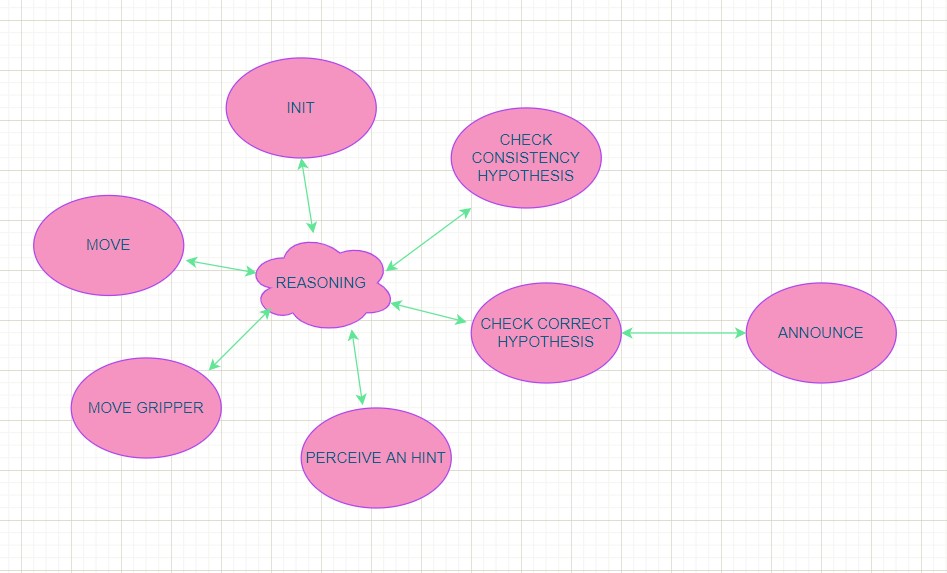 INIT
CHECK
CONSISTENCY
HYPOTHESIS
MOVE
REASONING
CHECK CORRECT
HYPOTHESIS
ANNOUNCE
MOVE GRIPPER
PERCEIVE AN HINT